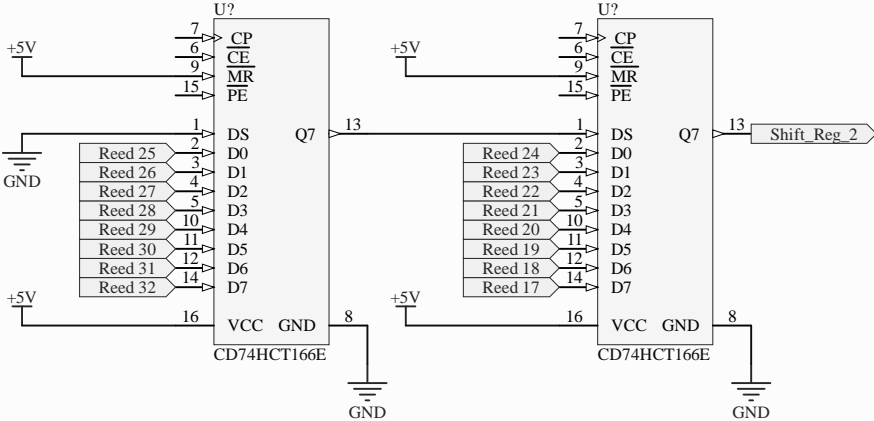 U?
7 CP
6 CE
+5V
9 MR
15 PE
1 DS
Q7 13
Reed 25 2 D0
Reed 26 3 D1
Reed 27 4 D2
Reed 28 5 D3
Reed 29 10 D4
Reed 30 11 D5
Reed 31 12 D6
Reed 32 14 D7
GND
+5V
16 VCC GND 8
CD74HCT166E
GND
U?
7 CP
6 CE
+5V
9 MR
15 PE
1 DS
Q7 13 Shift_Reg_2
Reed 24 2 D0
Reed 23 3 D1
Reed 22 4 D2
Reed 21 5 D3
Reed 20 10 D4
Reed 19 11 D5
Reed 18 12 D6
Reed 17 14 D7
+5V
16 VCC GND 8
CD74HCT166E
GND